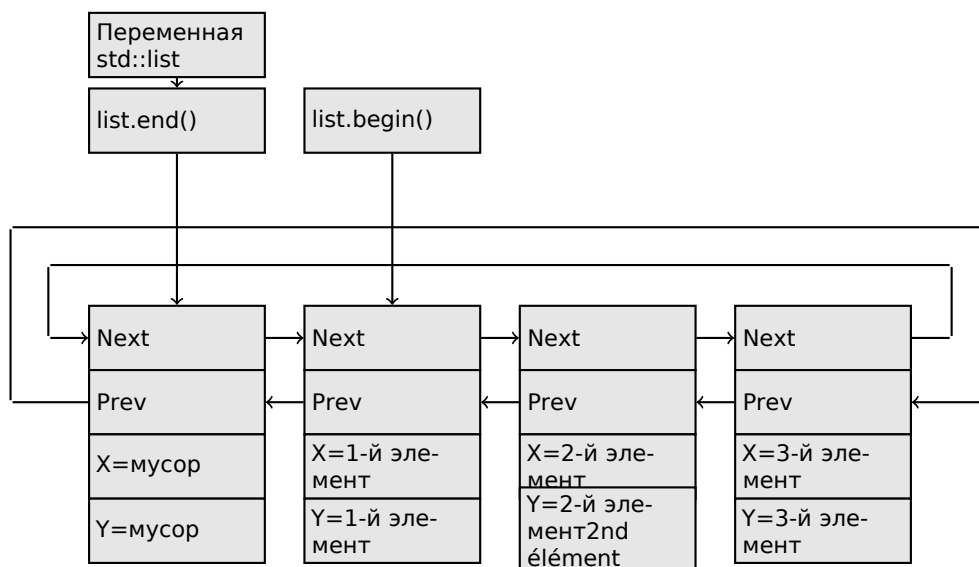 Переменная
std::list
list.end()
list.begin()
Next
Next
Next
Next
Prev
Prev
Prev
Prev
X=мусор
X=1-й эле-
мент
X=2-й эле-
мент
X=3-й эле-
мент
Y=мусор
Y=1-й эле-
мент
Y=2-й эле-
мент2nd
élément
Y=3-й эле-
мент